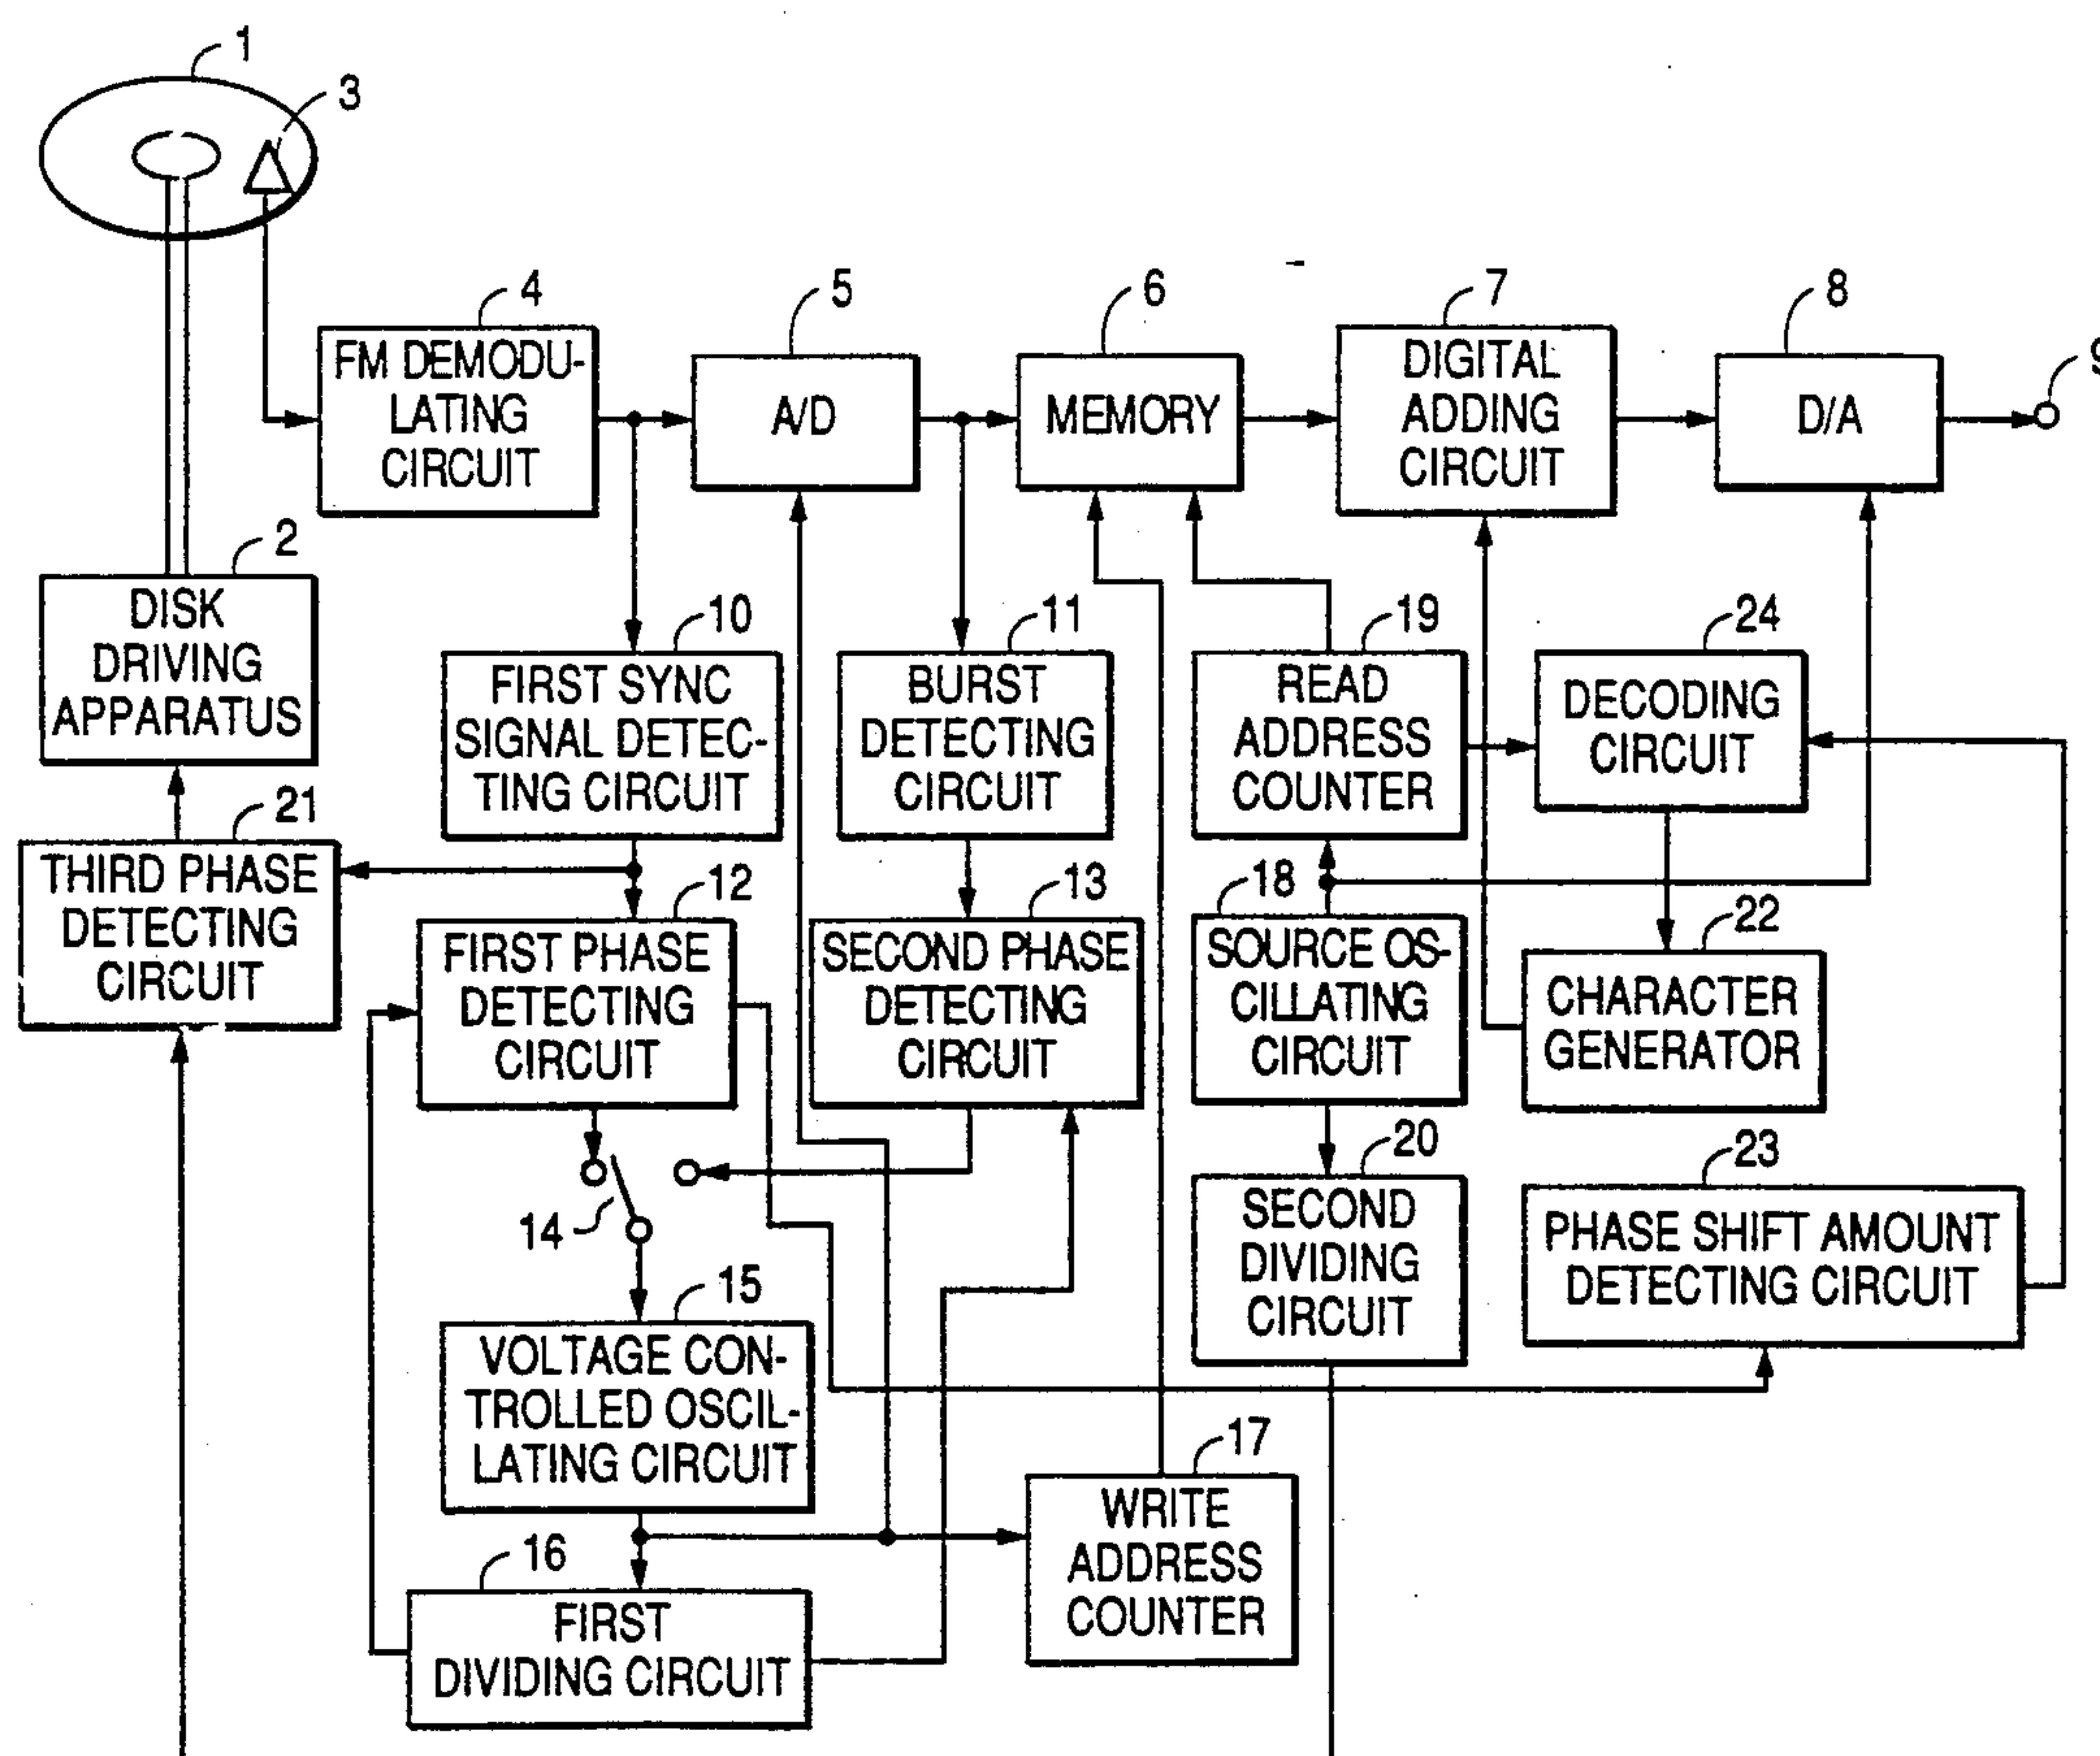 1
3
4
FM DEMODU-
LATING
CIRCUIT
5
A/D
6
MEMORY
7
DIGITAL
ADDING
CIRCUIT
8
D/A
9
2
DISK
DRIVING
APPARATUS
10
FIRST SYNC
SIGNAL DETEC-
TING CIRCUIT
11
BURST
DETECTING
CIRCUIT
19
READ
ADDRESS
COUNTER
24
DECODING
CIRCUIT
21
THIRD PHASE
DETECTING
CIRCUIT
12
FIRST PHASE
DETECTING
CIRCUIT
13
SECOND PHASE
DETECTING
CIRCUIT
18
SOURCE OS-
CILLATING
CIRCUIT
22
CHARACTER
GENERATOR
14
20
SECOND
DIVIDING
CIRCUIT
23
PHASE SHIFT AMOUNT
DETECTING CIRCUIT
15
VOLTAGE CON-
TROLLED OSCIL-
LATING CIRCUIT
17
WRITE
ADDRESS
COUNTER
16
FIRST
DIVIDING CIRCUIT